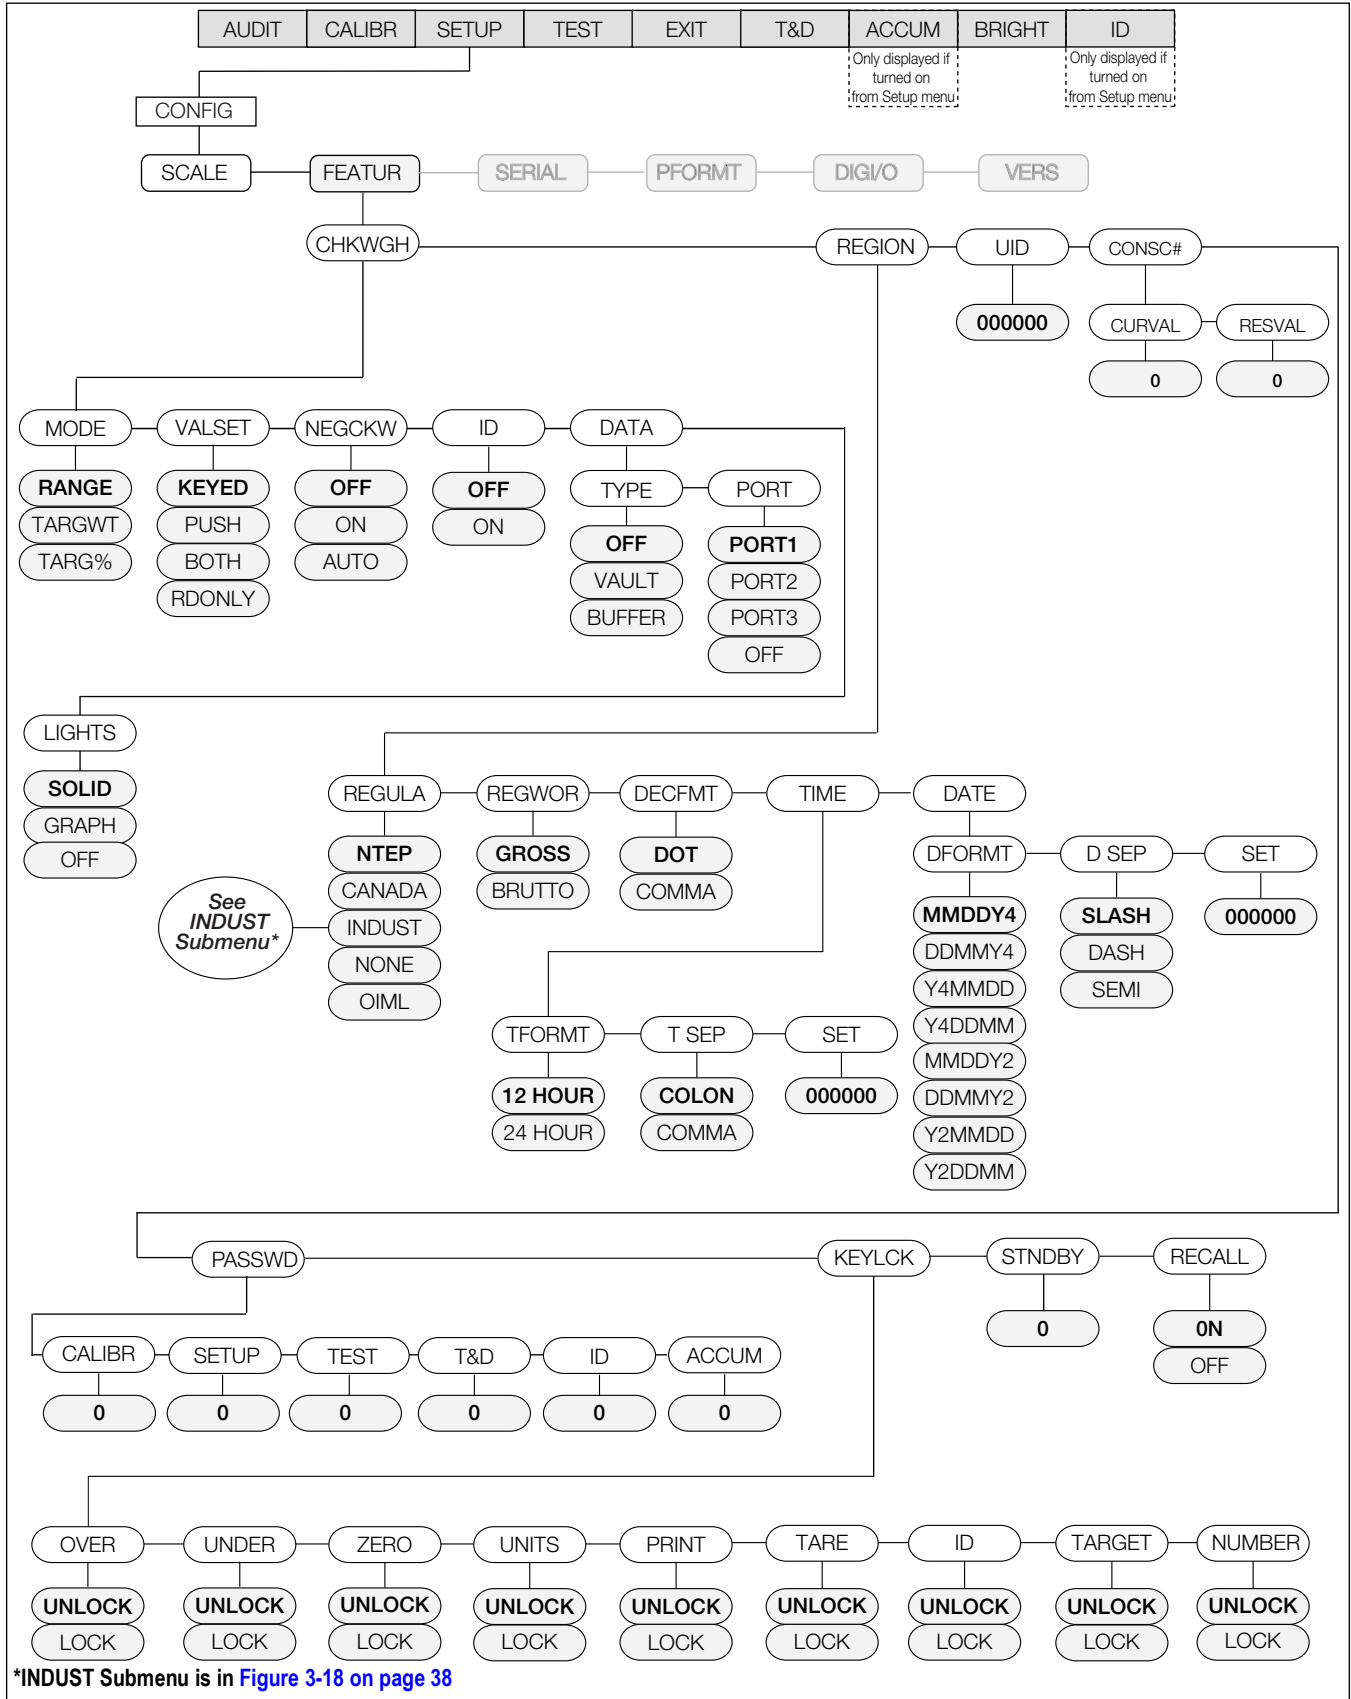 AUDIT CALIBR SETUP TEST EXIT T&D ACCUM BRIGHT ID
Only displayed if
turned on
from Setup menu
Only displayed if
turned on
from Setup menu
CONFIG
SCALE FEATUR SERIAL PFORMT DIGI/O VERS
CHKWGH REGION UID CONSC#
000000 CURVAL RESVAL
0 0
MODE VALSET NEGCKW ID DATA
RANGE KEYED OFF OFF TYPE PORT
TARGWT PUSH ON ON OFF PORT1
TARG% BOTH AUTO VAULT PORT2
RDONLY BUFFER PORT3
OFF
LIGHTS
SOLID
GRAPH
OFF
REGULA REGWOR DECFMT TIME DATE
NTEP GROSS DOT DFORMT D SEP SET
CANADA BRUTTO COMMA MMDDY4 SLASH 000000
INDUST DDMMY4 DASH
NONE Y4MMDD SEMI
OIML Y4DDMM
See
INDUST
Submenu*
TFORMT T SEP SET MMDDY2
12 HOUR COLON 000000 DDMMY2
24 HOUR COMMA Y2MMDD
Y2DDMM
PASSWD KEYLCK STNDBY RECALL
0 0N
OFF
CALIBR SETUP TEST T&D ID ACCUM
0 0 0 0 0 0
OVER UNDER ZERO UNITS PRINT TARE ID TARGET NUMBER
UNLOCK UNLOCK UNLOCK UNLOCK UNLOCK UNLOCK UNLOCK UNLOCK UNLOCK
LOCK LOCK LOCK LOCK LOCK LOCK LOCK LOCK LOCK
*INDUST Submenu is in Figure 3-18 on page 38